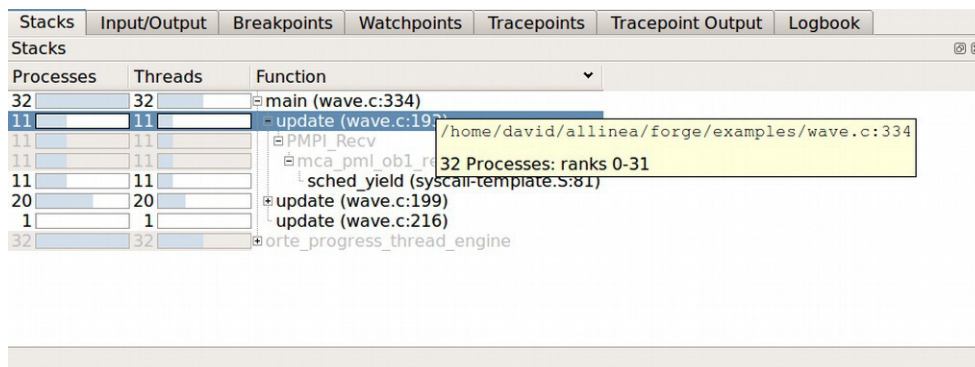 Stacks Input/Output Breakpoints Watchpoints Tracepoints Tracepoint Output Logbook
Stacks
Processes Threads Function
32 32 main (wave.c:334)
11 11 update (wave.c:193
/home/david/allinea/forge/examples/wave.c:334
11 11 PMPI_Recv
11 11 mca_pml_ob1_re
32 Processes: ranks 0-31
11 11 sched_yield (syscall-template.S:81)
20 20 update (wave.c:199)
1 1 update (wave.c:216)
32 32 orte_progress_thread_engine